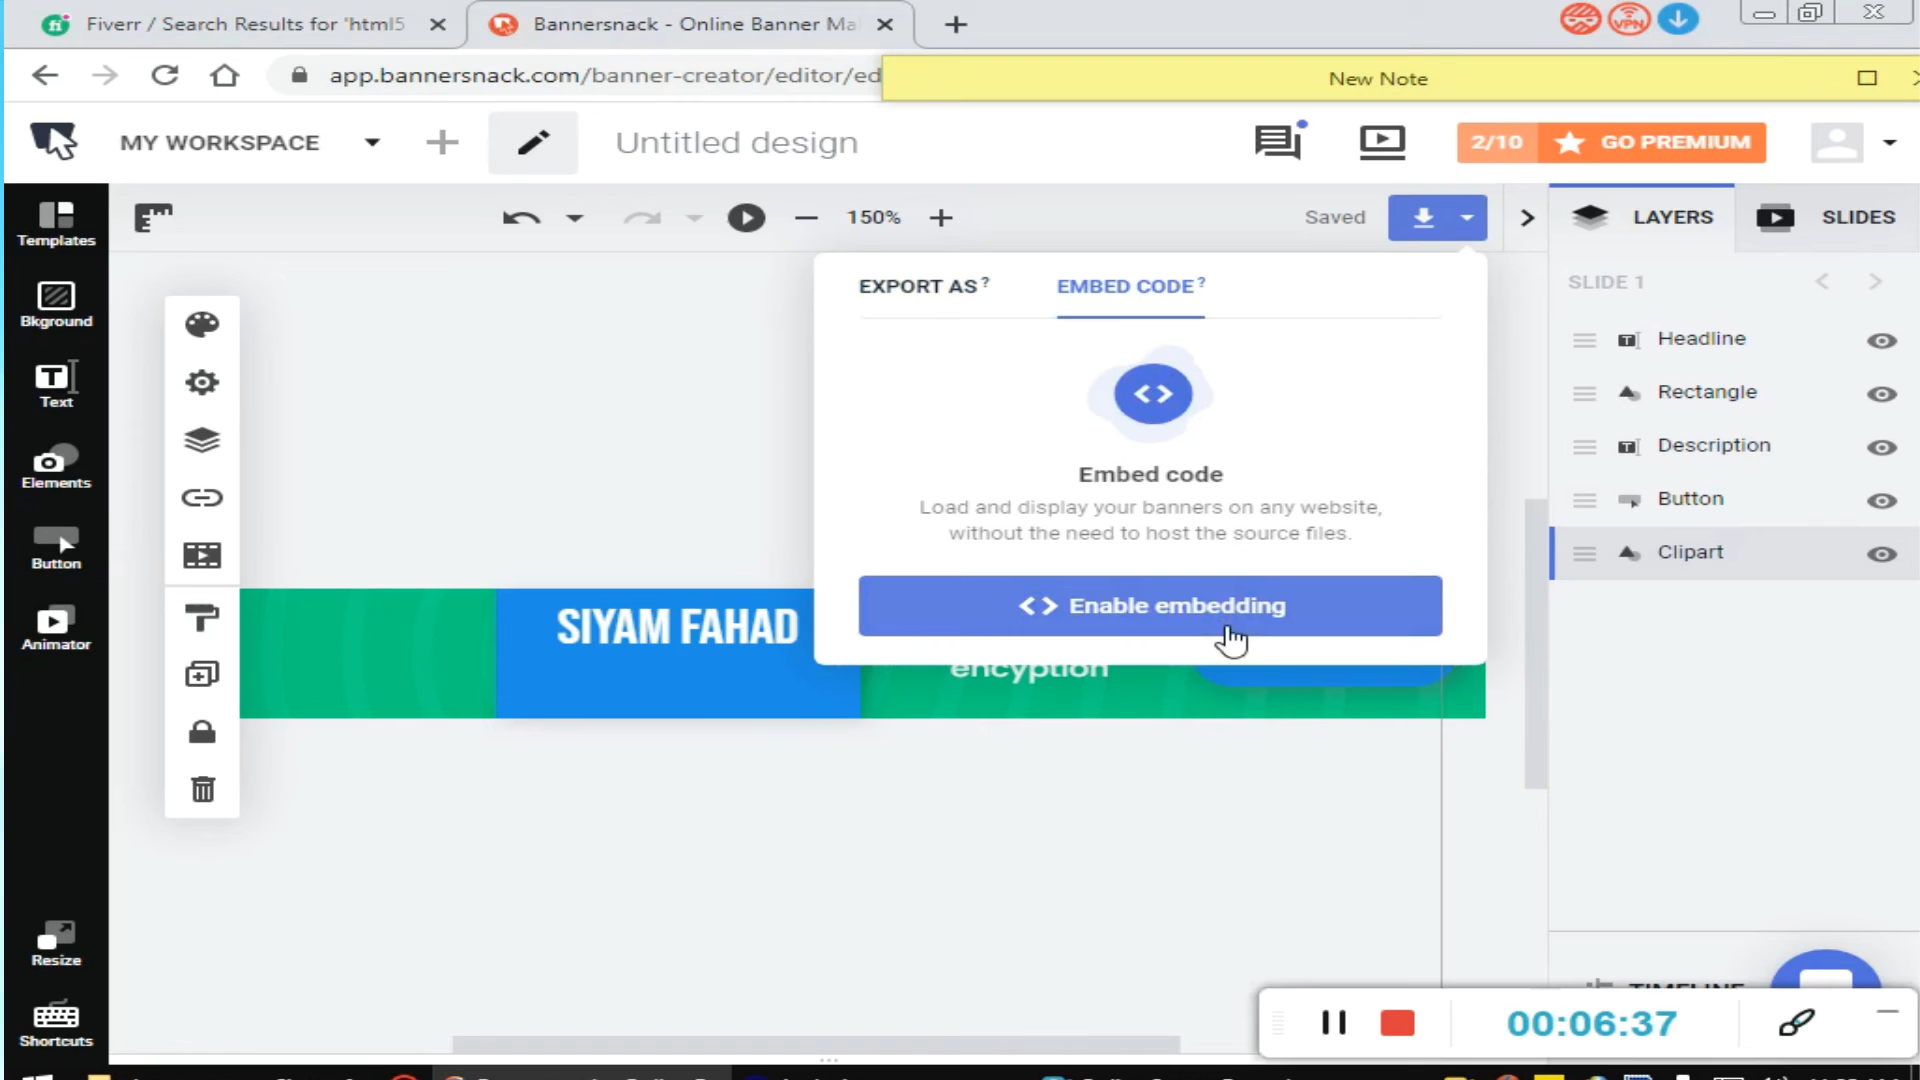 Fiverr / Search Results for 'html5
Bannersnack - Online Banner Ma
VPN
app.bannersnack.com/banner-creator/editor/ed
New Note
MY WORKSPACE
Untitled design
2/10
GO PREMIUM
Templates
150%
Saved
LAYERS
SLIDES
EXPORT AS?
EMBED CODE?
SLIDE 1
Bkground
Headline
Text
Rectangle
Description
Elements
Embed code
Load and display your banners on any website,
without the need to host the source files.
Button
Button
Clipart
Enable embedding
SIYAM FAHAD
Animator
encyption
Resize
TIMELINE
00:06:37
Shortcuts